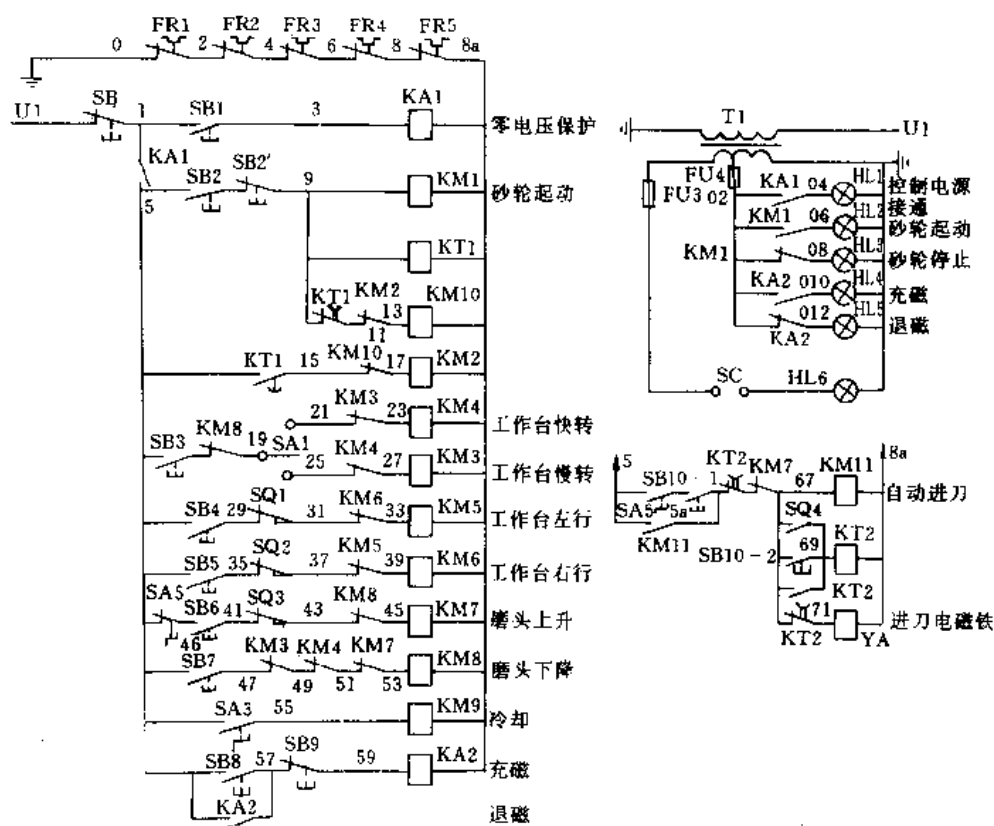 FR1 FR2 FR3 FR4 FR5
0 2 4 6 8 8a
U1 SB 1 SB1 3 KA1 零电压保护
KA1
5 SB2 SB2' 9 KM1 砂轮起动
KT1
KT1 KM2 13 KM10
11
KT1 15 KM10 17 KM2
21 KM3 23 KM4 工作台快转
SB3 KM8 19 SA1
25 KM4 27 KM3 工作台慢转
SB4 29 SQ1 31 KM6 33 KM5 工作台左行
SB5 35 SQ2 37 KM5 39 KM6 工作台右行
SA5 SB6 41 SQ3 43 KM8 45 KM7 磨头上升
46
SB7 KM3 KM4 KM7 KM8 磨头下降
47 49 51 53
SA3 55 KM9 冷却
SB8 57 SB9 59 KA2 充磁
KA2 退磁
T1 U1
FU3 FU4 02
KA1 04 HL1 控制电源接通
KM1 06 HL2 砂轮起动
KM1 08 HL3 砂轮停止
KA2 010 HL4 充磁
KA2 012 HL5 退磁
SC HL6
5 8a
SB10-1 KT2 KM7 67 KM11 自动进刀
SA5 5a SQ4
KM11
SB10-2 69 KT2
KT2
KT2 71 YA 进刀电磁铁